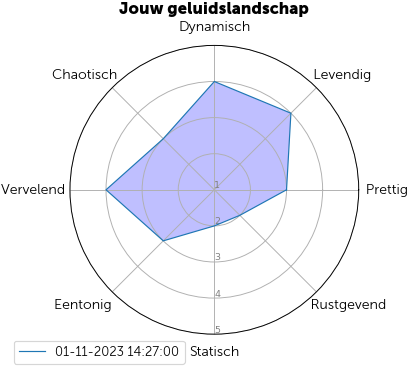 Jouw geluidslandschap
Dynamisch
Chaotisch
Levendig
Vervelend
1
Prettig
2
3
4
Eentonig
Rustgevend
5
01-11-2023 14:27:00
Statisch